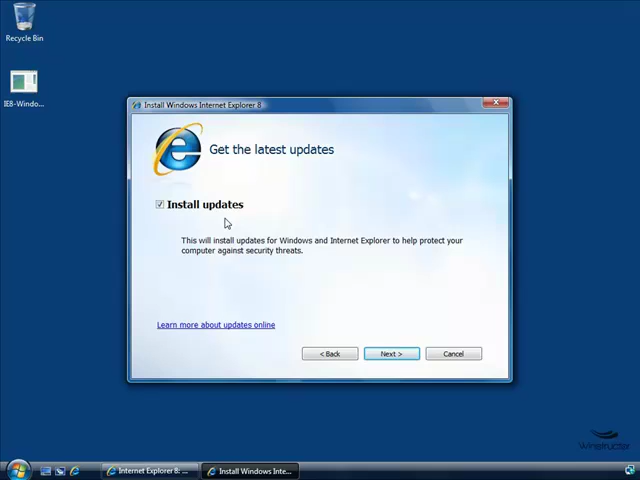 Recycle Bin
IE8-Windo...
Install Windows Internet Explorer 8
Get the latest updates
Install updates
This will install updates for Windows and Internet Explorer to help protect your
computer against security threats.
Learn more about updates online
< Back
Next >
Cancel
Winstructor
Internet Explorer 8: ...
Install Windows Inte...